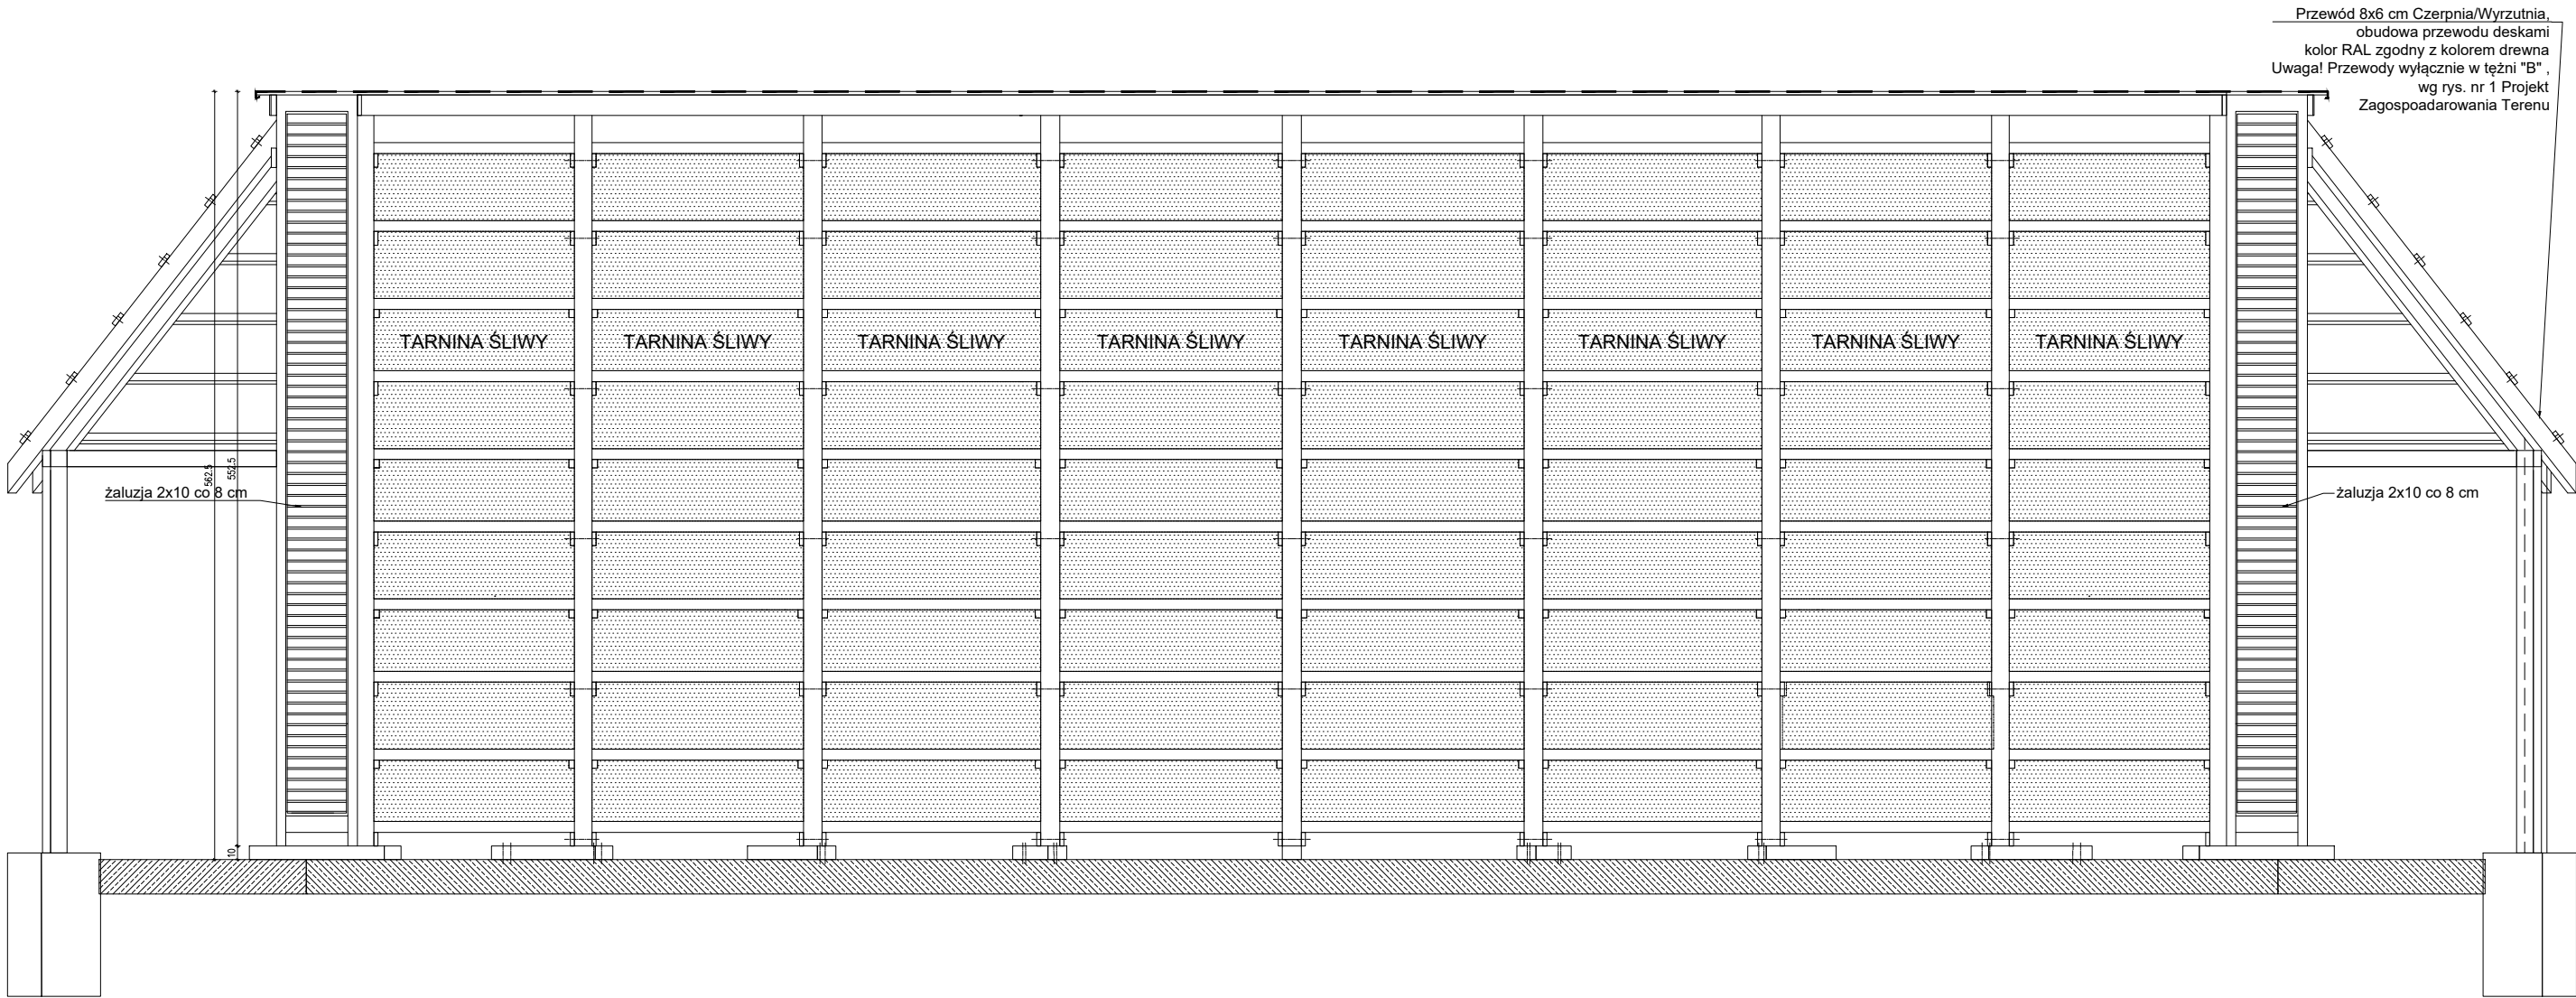 Przewód 8x6 cm Czerpnia/Wyrzutnia,
obudowa przewodu deskami
kolor RAL zgodny z kolorem drewna
Uwaga! Przewody wyłącznie w tężni "B" ,
wg rys. nr 1 Projekt
Zagospoadarowania Terenu
TARNINA ŚLIWY TARNINA ŚLIWY TARNINA ŚLIWY TARNINA ŚLIWY TARNINA ŚLIWY TARNINA ŚLIWY TARNINA ŚLIWY TARNINA ŚLIWY
562.5
552.5
żaluzja 2x10 co 8 cm
żaluzja 2x10 co 8 cm
10